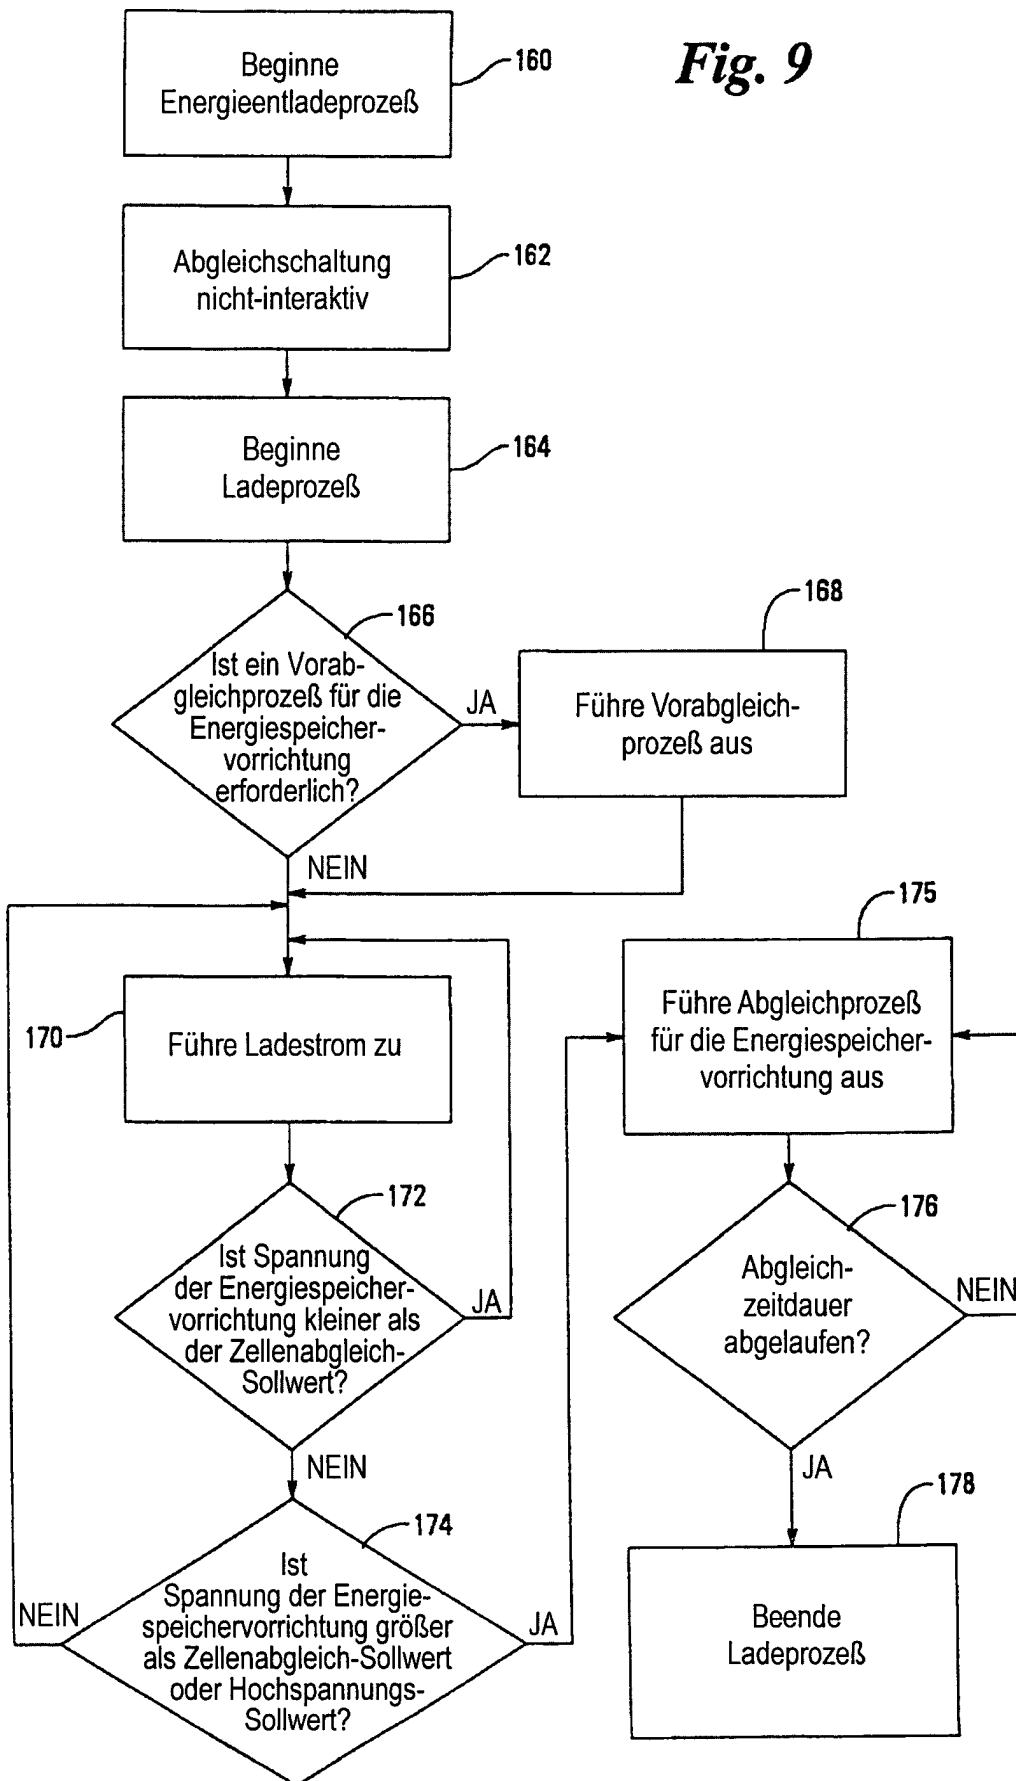 Fig. 9
Beginne
Energieentladeprozeß
160
Abgleichschaltung
nicht-interaktiv
162
Beginne
Ladeprozeß
164
166
Ist ein Vorab-
gleichprozeß für die
Energiespeicher-
vorrichtung
erforderlich?
JA
168
Führe Vorabgleich-
prozeß aus
NEIN
170
Führe Ladestrom zu
172
Ist Spannung
der Energiespeicher-
vorrichtung kleiner als
der Zellenabgleich-
Sollwert?
JA
NEIN
174
Ist
Spannung der Energie-
speichervorrichtung größer
als Zellenabgleich-Sollwert
oder Hochspannungs-
Sollwert?
NEIN
JA
175
Führe Abgleichprozeß
für die Energiespeicher-
vorrichtung aus
176
Abgleich-
zeitdauer
abgelaufen?
NEIN
JA
178
Beende
Ladeprozeß